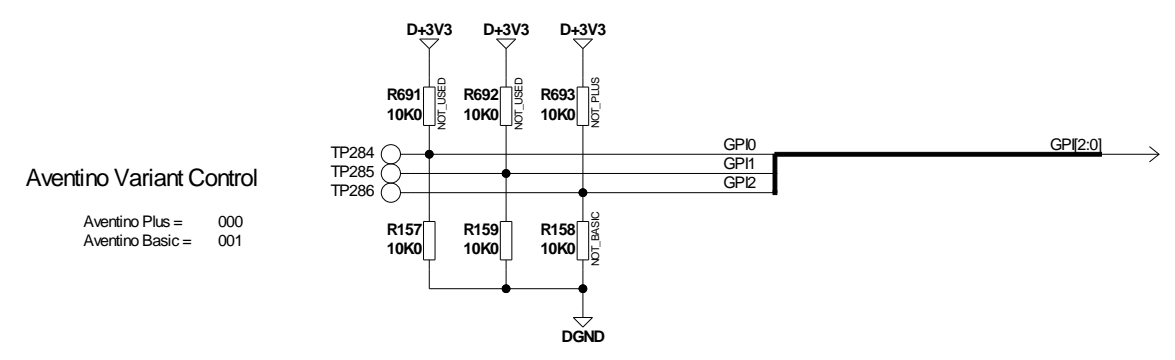 D+3V3 D+3V3 D+3V3
R691 10K0 NOT_USED
R692 10K0 NOT_USED
R693 10K0 NOT_PLUS
TP284 GPI0 GPI[2:0]
TP285 GPI1
TP286 GPI2
Aventino Variant Control
Aventino Plus = 000
Aventino Basic = 001
R157 10K0
R159 10K0
R158 10K0 NOT_BASIC
DGND